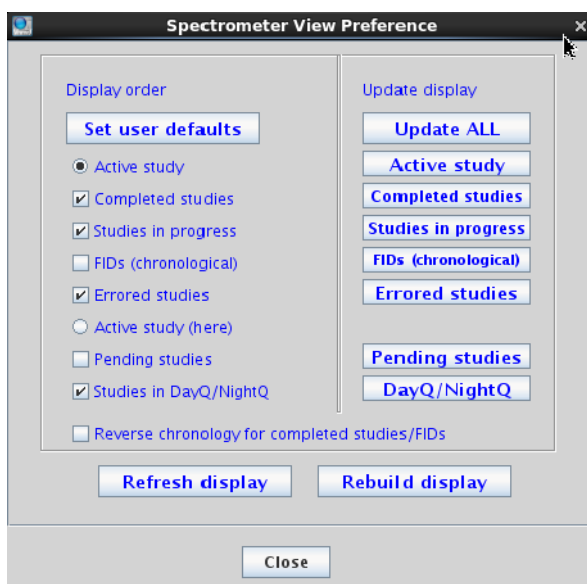 Spectrometer View Preference
Display order
Update display
Set user defaults
Update ALL
Active study
Active study
Completed studies
Completed studies
Studies in progress
Studies in progress
FIDs (chronological)
FIDs (chronological)
Errored studies
Errored studies
Active study (here)
Pending studies
Pending studies
Studies in DayQ/NightQ
DayQ/NightQ
Reverse chronology for completed studies/FIDs
Refresh display
Rebuild display
Close